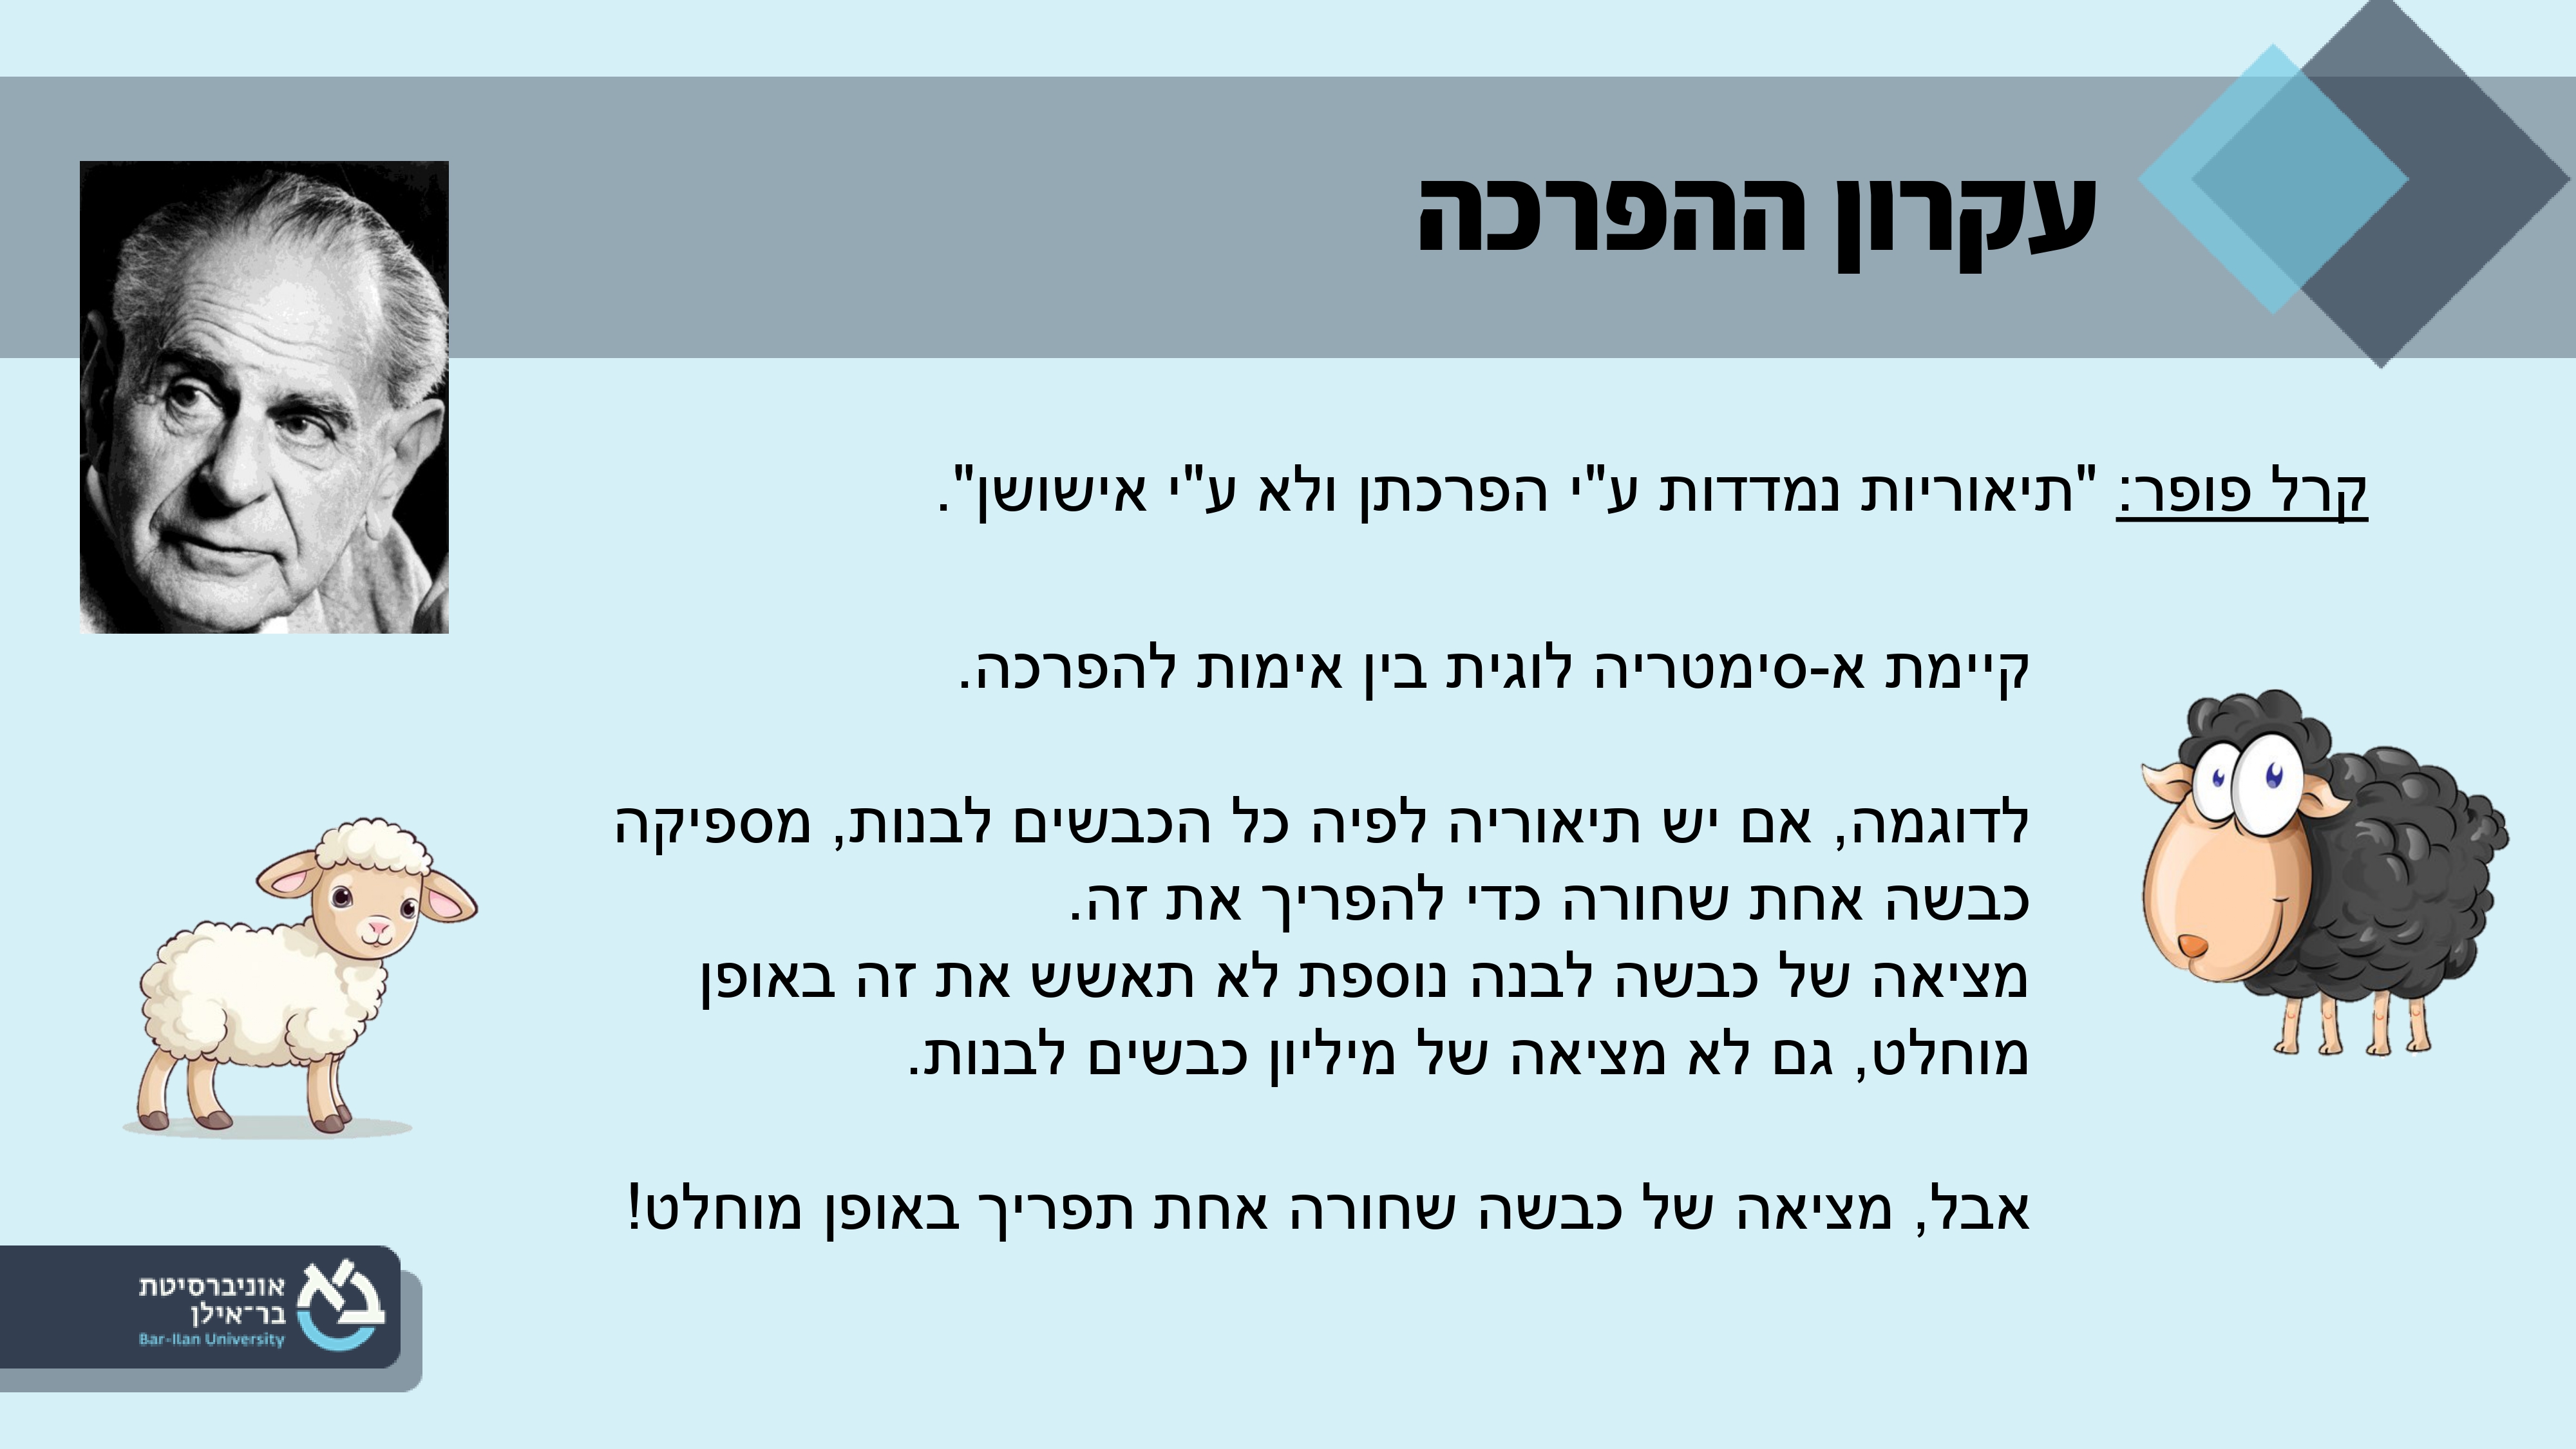 עקרון ההפרכה
קרל פופר: "תיאוריות נמדדות ע"י הפרכתן ולא ע"י אישושן".
קיימת א-סימטריה לוגית בין אימות להפרכה.
לדוגמה, אם יש תיאוריה לפיה כל הכבשים לבנות, מספיקה
כבשה אחת שחורה כדי להפריך את זה.
מציאה של כבשה לבנה נוספת לא תאשש את זה באופן
מוחלט, גם לא מציאה של מיליון כבשים לבנות.
אבל, מציאה של כבשה שחורה אחת תפריך באופן מוחלט!
אוניברסיטת
בר־אילן
Bar-Ilan University